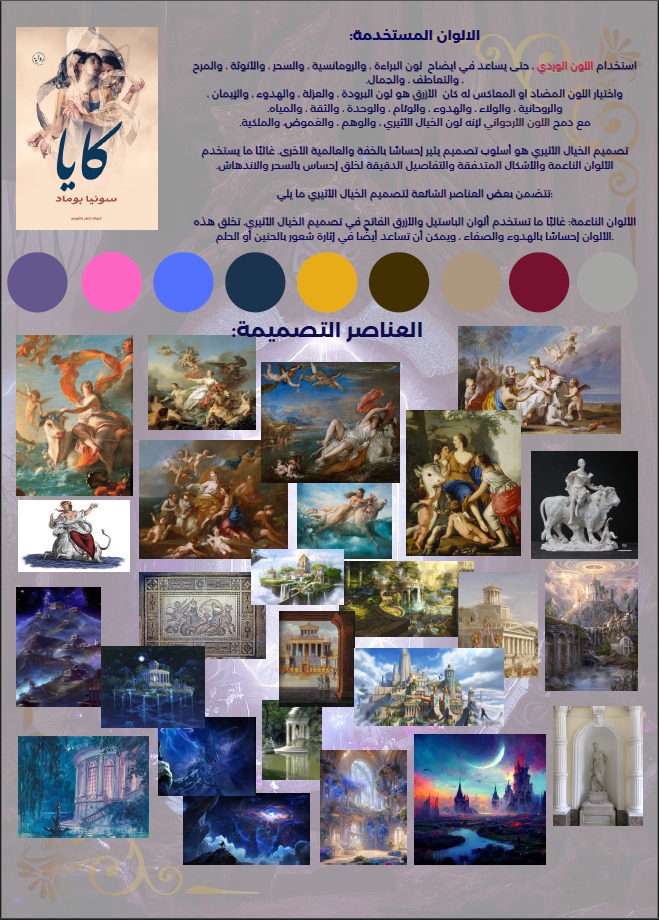 رواية
كايا
سونيا بوماد
الالوان المستخدمة:
استخدام اللون الوردي ، حتى يساعد في ايضاح لون البراءة ، والرومانسية ، والسحر ، والأنوثة ، والمرح
، والتعاطف ، والجمال.
واختيار اللون المضاد او المعاكس له كان الأزرق هو لون البرودة ، والعزلة ، والهدوء ، والإيمان ،
والروحانية ، والولاء ، والهدوء ، والوئام ، والوحدة ، والثقة ، والمياه.
مع دمج اللون الأرجواني لإنه لون الخيال الأثيري ، والوهم ، والغموض، والملكية.
تصميم الخيال الأثيري هو أسلوب تصميم يثير إحساسًا بالخفة والعالمية الأخرى. غالبًا ما يستخدم
الألوان الناعمة والأشكال المتدفقة والتفاصيل الدقيقة لخلق إحساس بالسحر والاندهاش.
تتضمن بعض العناصر الشائعة لتصميم الخيال الأثيري ما يلي:
الألوان الناعمة: غالبًا ما تستخدم ألوان الباستيل والأزرق الفاتح في تصميم الخيال الأثيري. تخلق هذه
الألوان إحساسًا بالهدوء والصفاء ، ويمكن أن تساعد أيضًا في إثارة شعور بالحنين أو الحلم.
العناصر التصميمة: